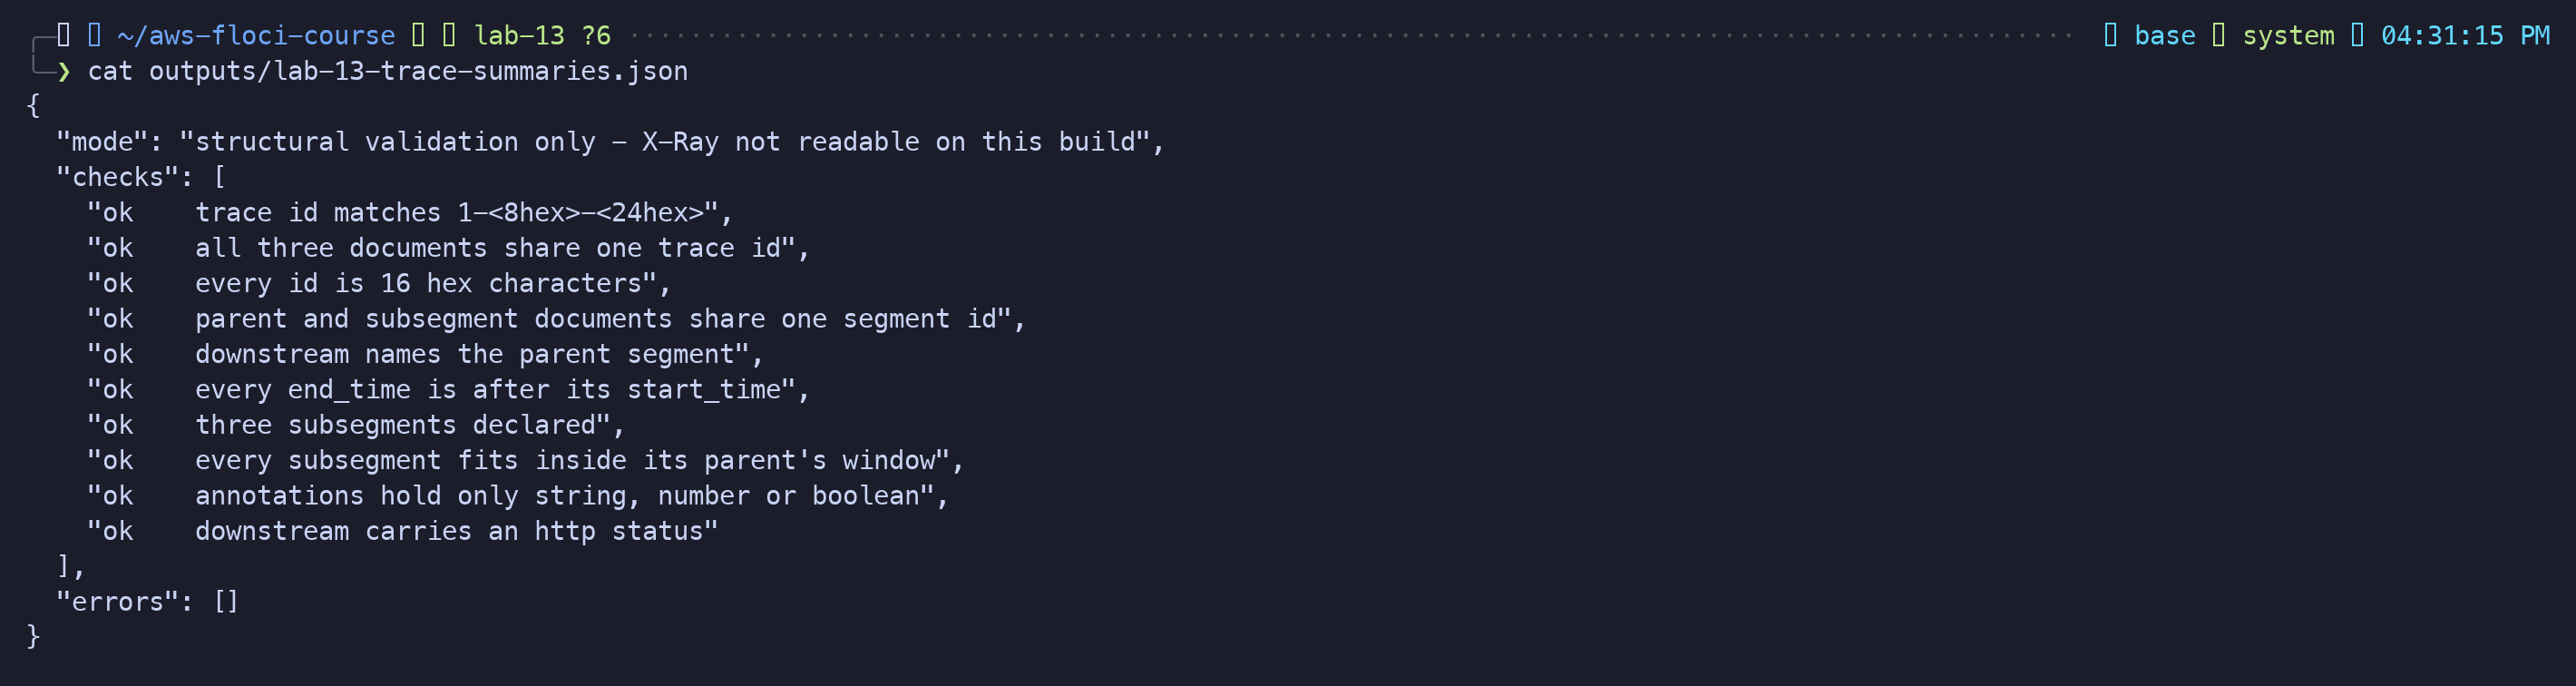 ~/aws-floci-course lab-13 ?6 base system 04:31:15 PM
❯ cat outputs/lab-13-trace-summaries.json
{
  "mode": "structural validation only - X-Ray not readable on this build",
  "checks": [
    "ok    trace id matches 1-<8hex>-<24hex>",
    "ok    all three documents share one trace id",
    "ok    every id is 16 hex characters",
    "ok    parent and subsegment documents share one segment id",
    "ok    downstream names the parent segment",
    "ok    every end_time is after its start_time",
    "ok    three subsegments declared",
    "ok    every subsegment fits inside its parent's window",
    "ok    annotations hold only string, number or boolean",
    "ok    downstream carries an http status"
  ],
  "errors": []
}